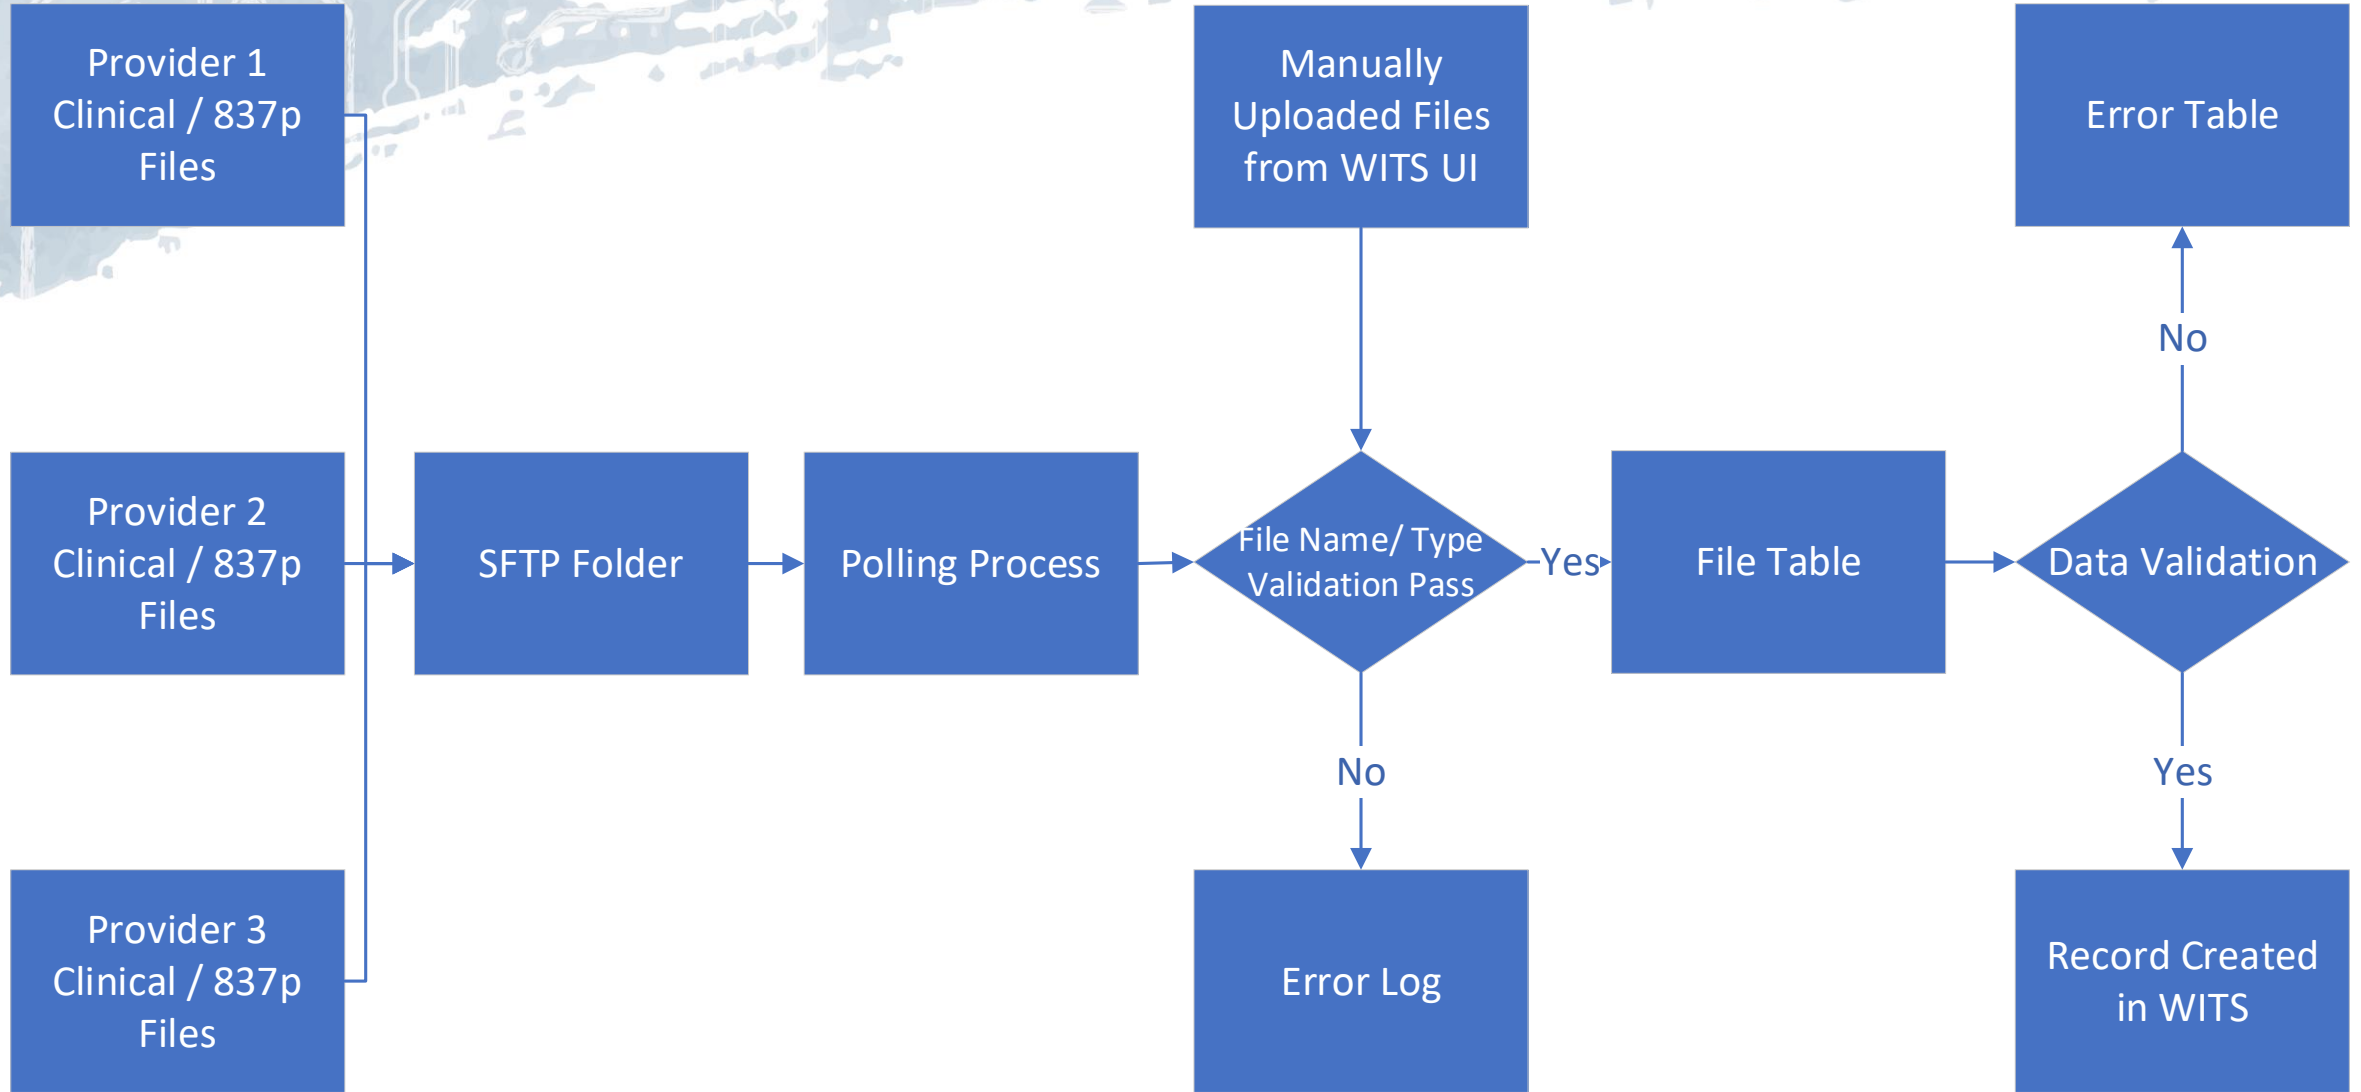 Provider 1
Clinical / 837p
Files
Manually
Uploaded Files
from WITS UI
Error Table
No
Provider 2
Clinical / 837p
Files
SFTP Folder
Polling Process
File Name/ Type
Validation Pass
Yes
File Table
Data Validation
No
Yes
Provider 3
Clinical / 837p
Files
Error Log
Record Created
in WITS